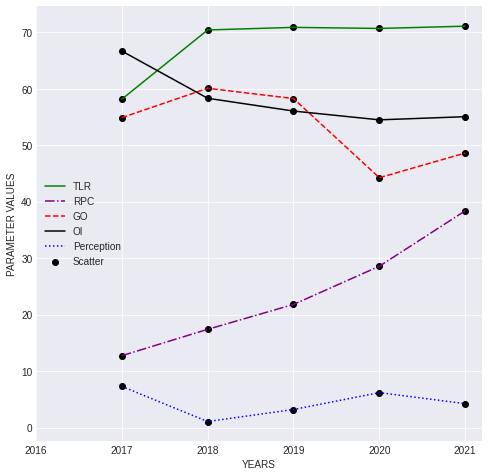 70
60
50
40
30
20
10
0
PARAMETER VALUES
TLR
RPC
GO
OI
Perception
Scatter
2016 2017 2018 2019 2020 2021
YEARS